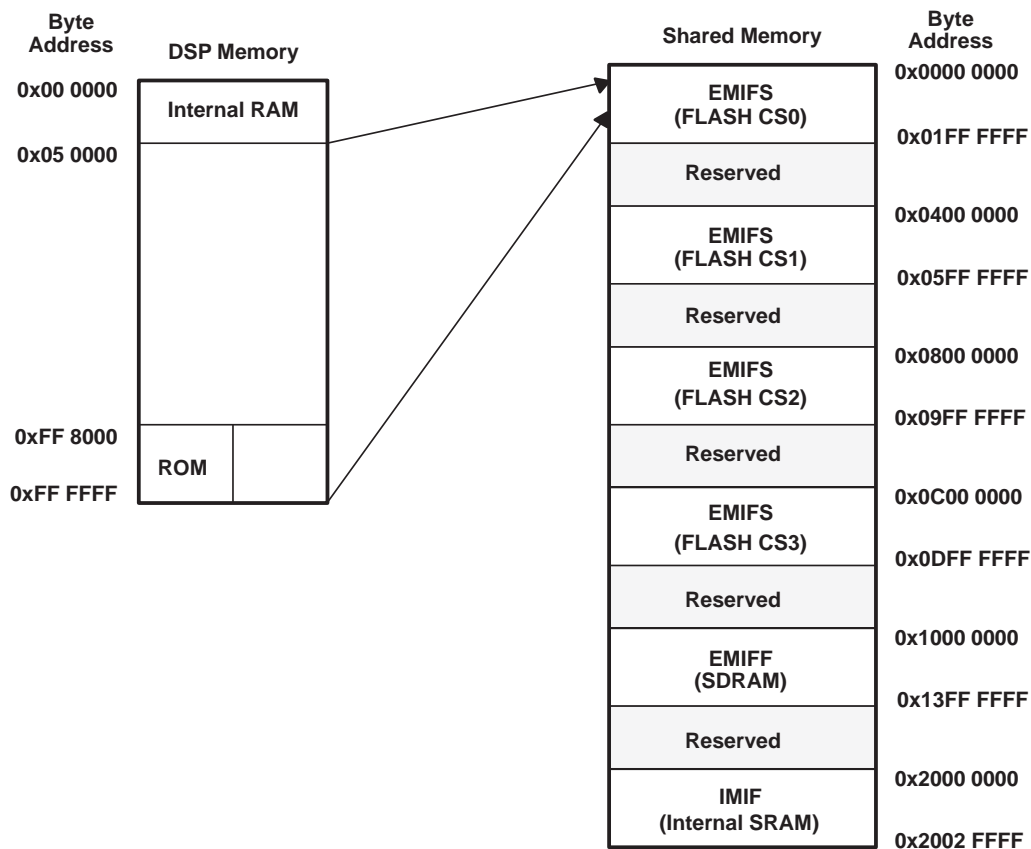 Byte
Address
DSP Memory
0x00 0000
Internal RAM
0x05 0000
0xFF 8000
ROM
0xFF FFFF
Shared Memory
Byte
Address
0x0000 0000
EMIFS
(FLASH CS0)
0x01FF FFFF
Reserved
0x0400 0000
EMIFS
(FLASH CS1)
0x05FF FFFF
Reserved
0x0800 0000
EMIFS
(FLASH CS2)
0x09FF FFFF
Reserved
0x0C00 0000
EMIFS
(FLASH CS3)
0x0DFF FFFF
Reserved
0x1000 0000
EMIFF
(SDRAM)
0x13FF FFFF
Reserved
0x2000 0000
IMIF
(Internal SRAM)
0x2002 FFFF